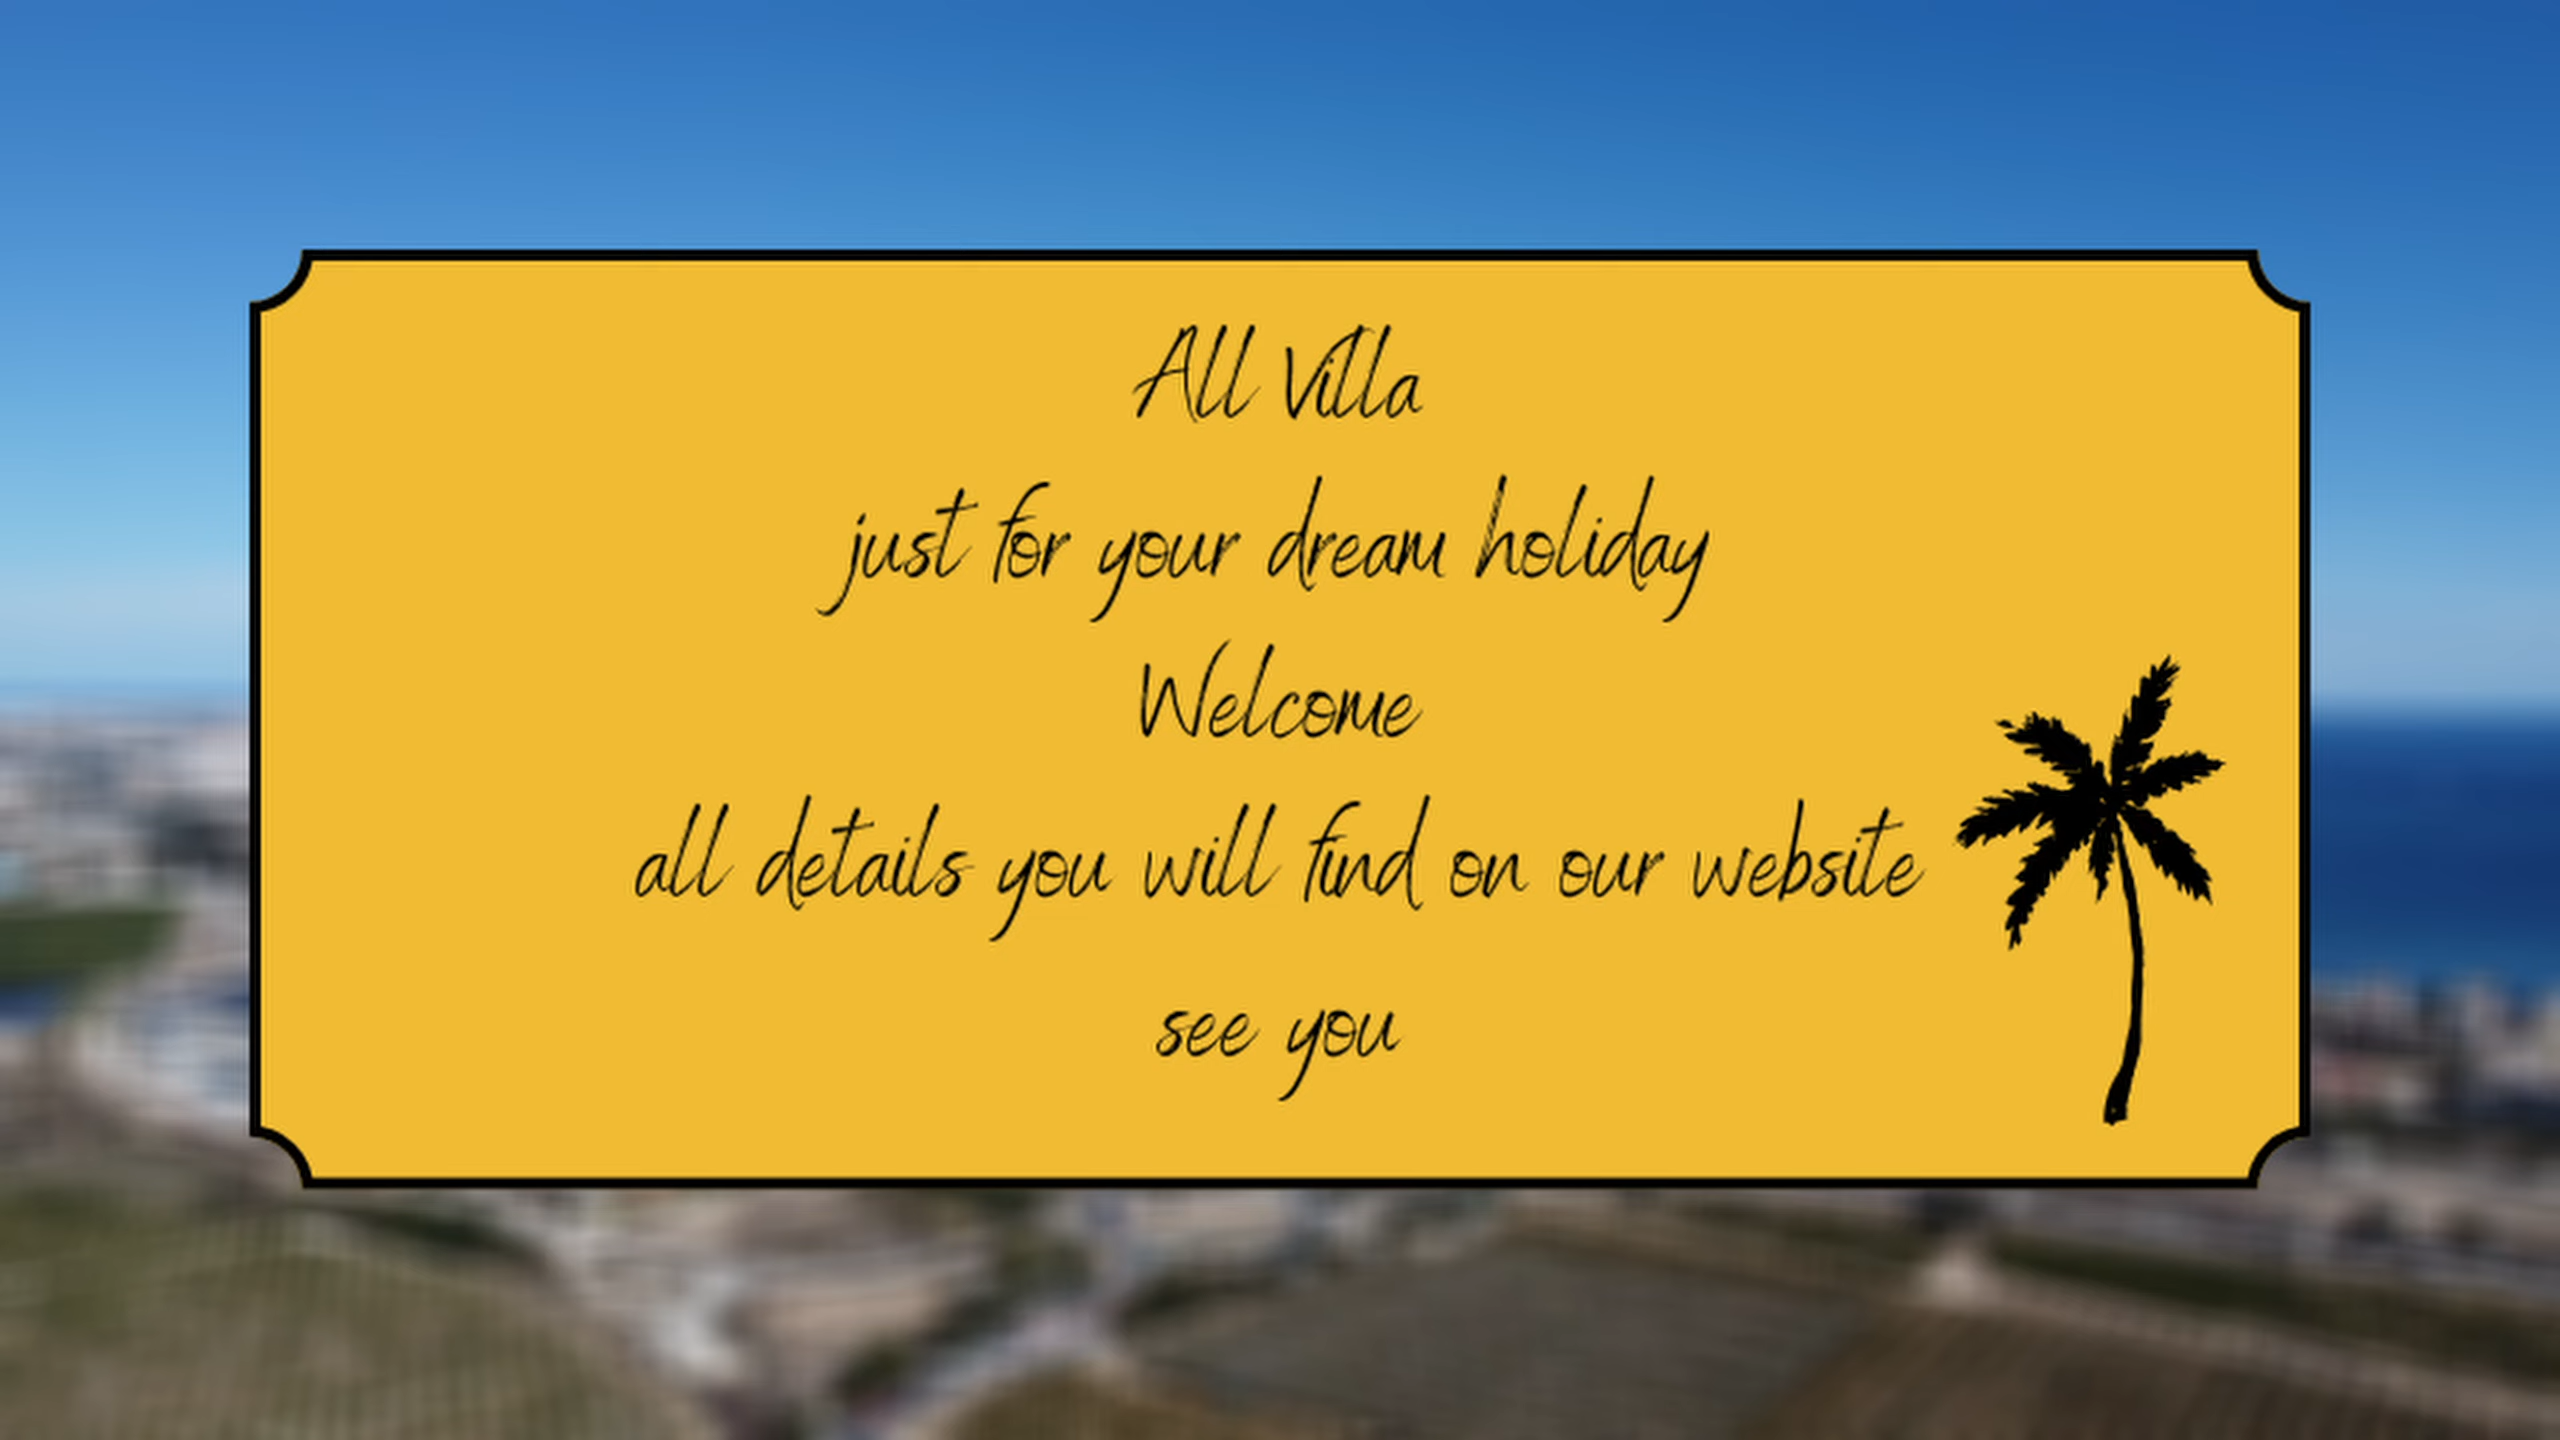 All Villa
just for your dream holiday
Welcome
all details you will find on our website
see you